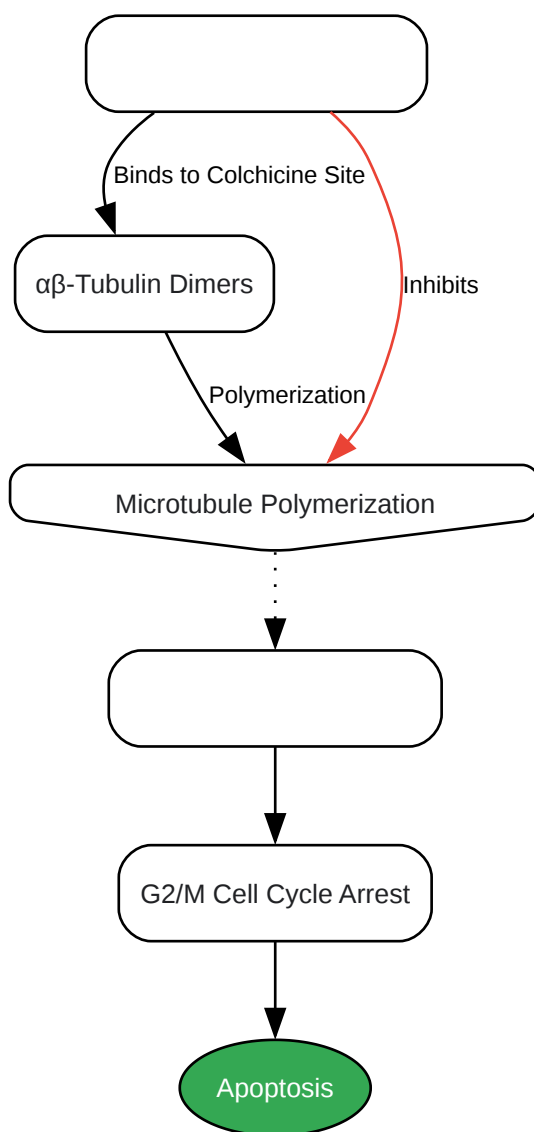 Binds to Colchicine Site
αβ-Tubulin Dimers
Inhibits
Polymerization
Microtubule Polymerization
G2/M Cell Cycle Arrest
Apoptosis